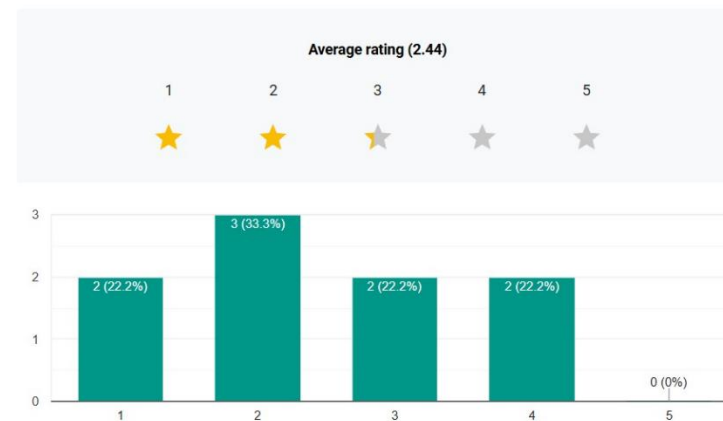 Average rating (2.44)
1 2 3 4 5
3
3 (33.3%)
2
2 (22.2%) 2 (22.2%) 2 (22.2%)
1
0 (0%)
0
1 2 3 4 5